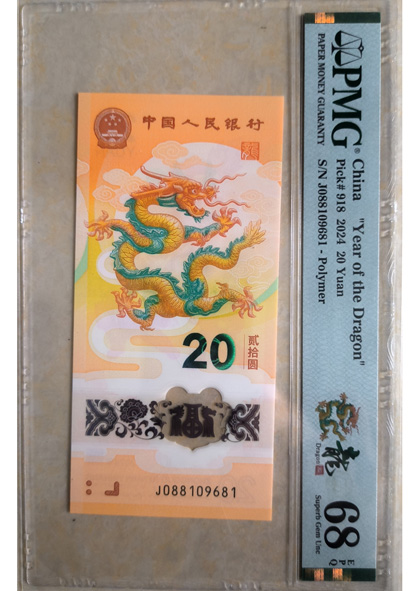 中国人民银行
20
贰拾圆
J088109681
PMG®
PAPER MONEY GUARANTY
China
"Year of the Dragon"
Pick# 918 2024 20 Yuan
S/N J088109681 - Polymer
龍
Dragon
68
EPQ
Superb Gem Unc